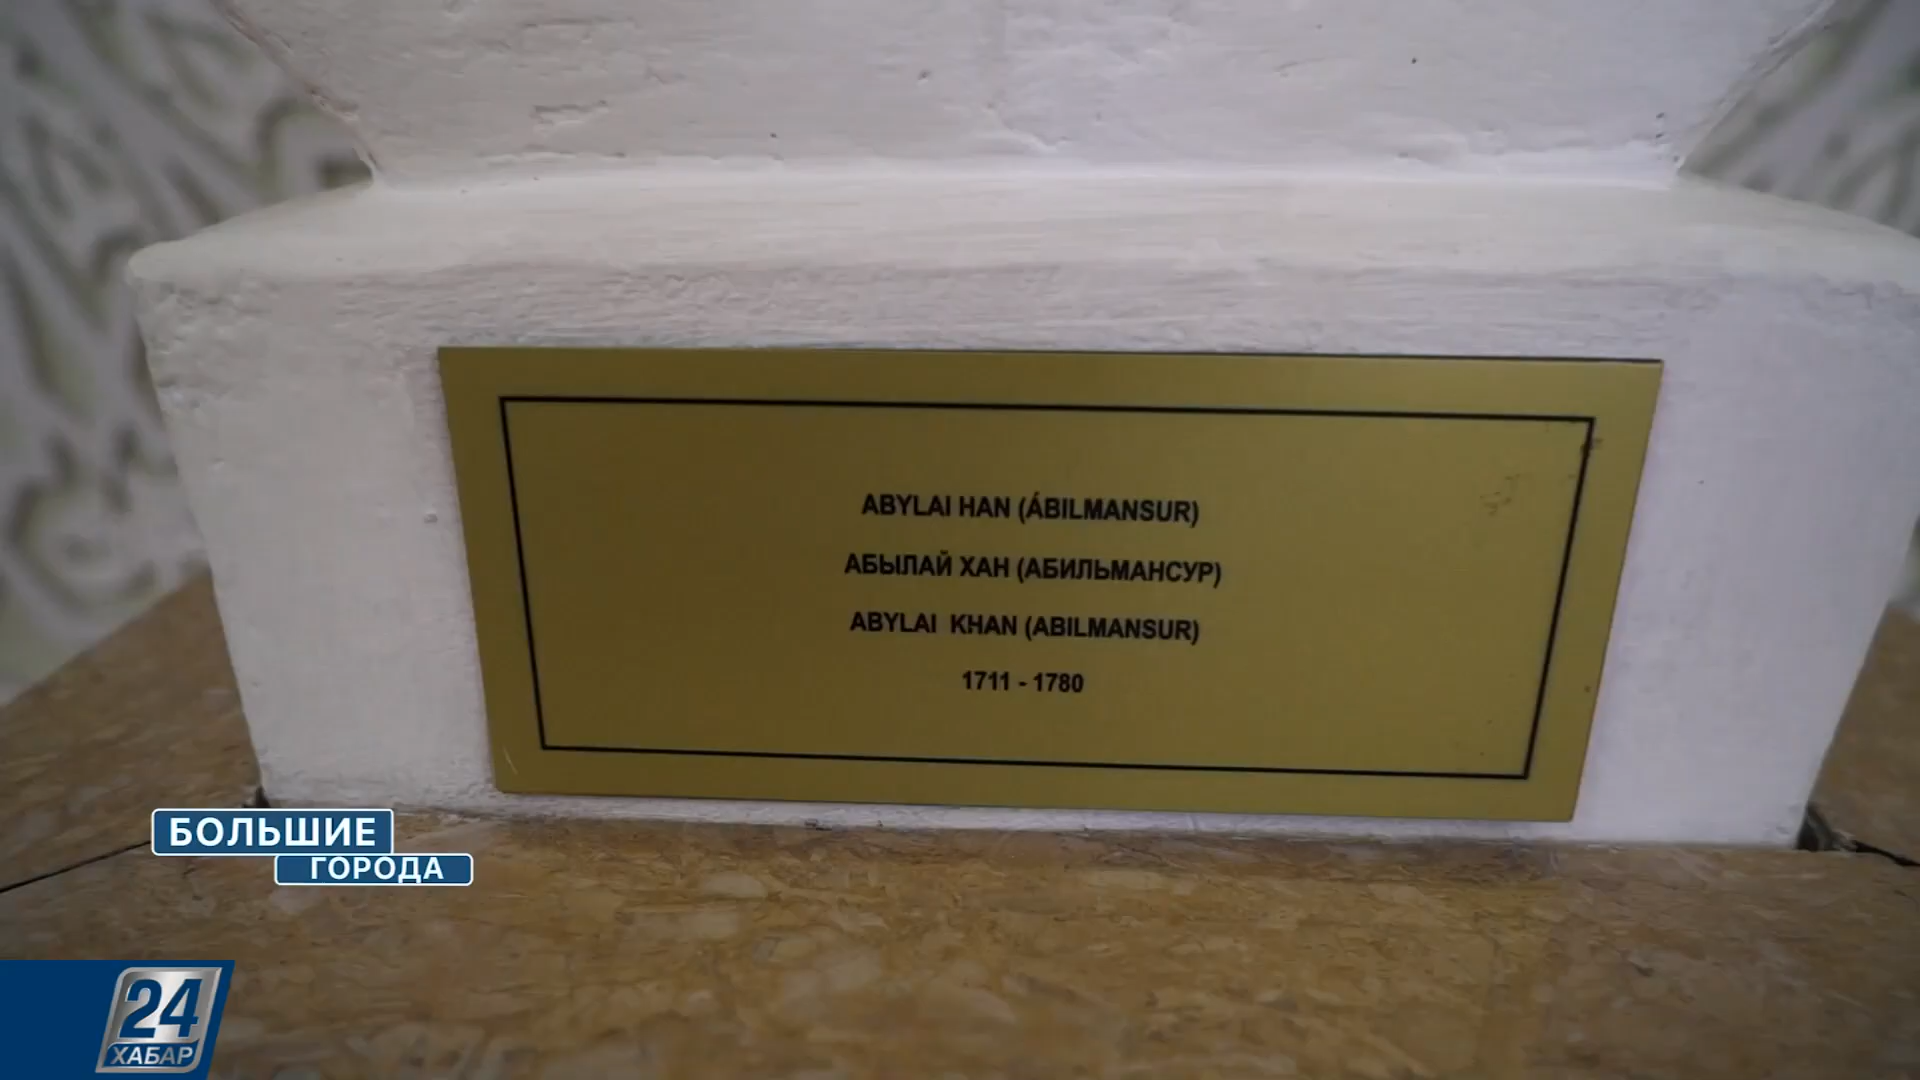 ABYLAI HAN (ÁBILMANSUR)
АБЫЛАЙ ХАН (АБИЛЬМАНСУР)
ABYLAI KHAN (ABILMANSUR)
1711 - 1780
БОЛЬШИЕ
ГОРОДА
24
ХАБАР